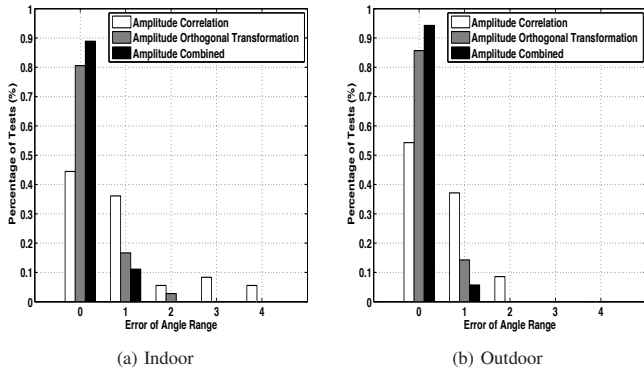 1
0.9
0.8
0.7
0.6
0.5
0.4
0.3
0.2
0.1
0
Percentage of Tests (%)
Amplitude Correlation
Amplitude Orthogonal Transformation
Amplitude Combined
0 1 2 3 4
Error of Angle Range
(a) Indoor
1
0.9
0.8
0.7
0.6
0.5
0.4
0.3
0.2
0.1
0
Percentage of Tests (%)
Amplitude Correlation
Amplitude Orthogonal Transformation
Amplitude Combined
0 1 2 3 4
Error of Angle Range
(b) Outdoor